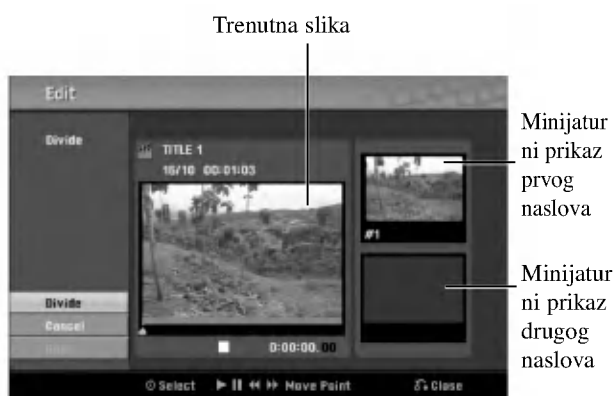 Trenutna slika
Edit
Divide
TITLE 1
16/10 00:01:03
Divide
Cancel
0:00:00.00
#1
Select
Move Point
Close
Minijatur
ni prikaz
prvog
naslova
Minijatur
ni prikaz
drugog
naslova